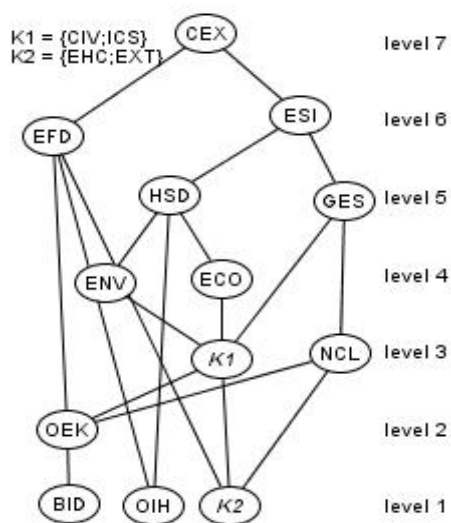 K1 = {CIV;ICS}
K2 = {EHC;EXT}
CEX
level 7
EFD
ESI
level 6
HSD
GES
level 5
ENV
ECO
level 4
K1
NCL
level 3
OEK
level 2
BID
OIH
K2
level 1